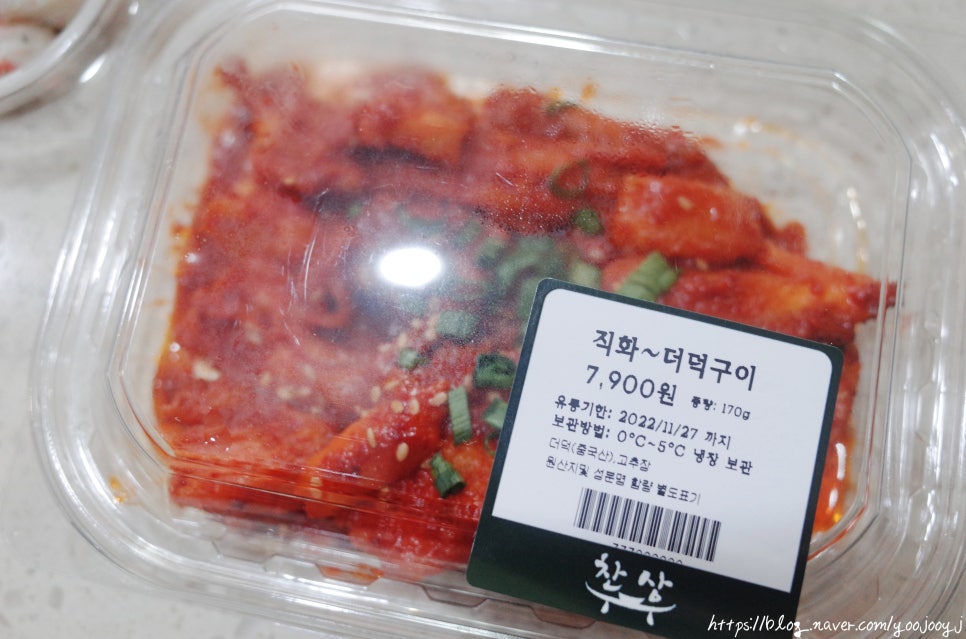 직화~더덕구이
7,900원 중량: 170g
유통기한: 2022/11/27 까지
보관방법: 0°C~5°C 냉장 보관
더덕(중국산),고추장
원산지및 성분명 함량 별도표기
찬상
https://blog_naver.com/yoojooy.j